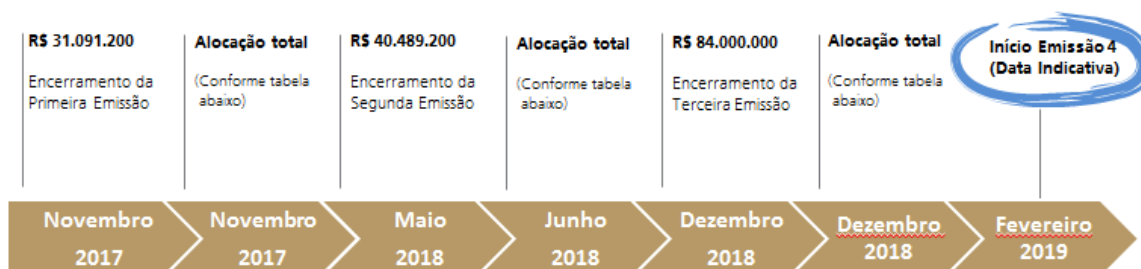 R$ 31.091.200
Encerramento da
Primeira Emissão
Alocação total
(Conforme tabela
abaixo)
R$ 40.489.200
Encerramento da
Segunda Emissão
Alocação total
(Conforme tabela
abaixo)
R$ 84.000.000
Encerramento da
Terceira Emissão
Alocação total
(Conforme tabela
abaixo)
Início Emissão 4
(Data Indicativa)
Novembro
2017
Novembro
2017
Maio
2018
Junho
2018
Dezembro
2018
Dezembro
2018
Fevereiro
2019